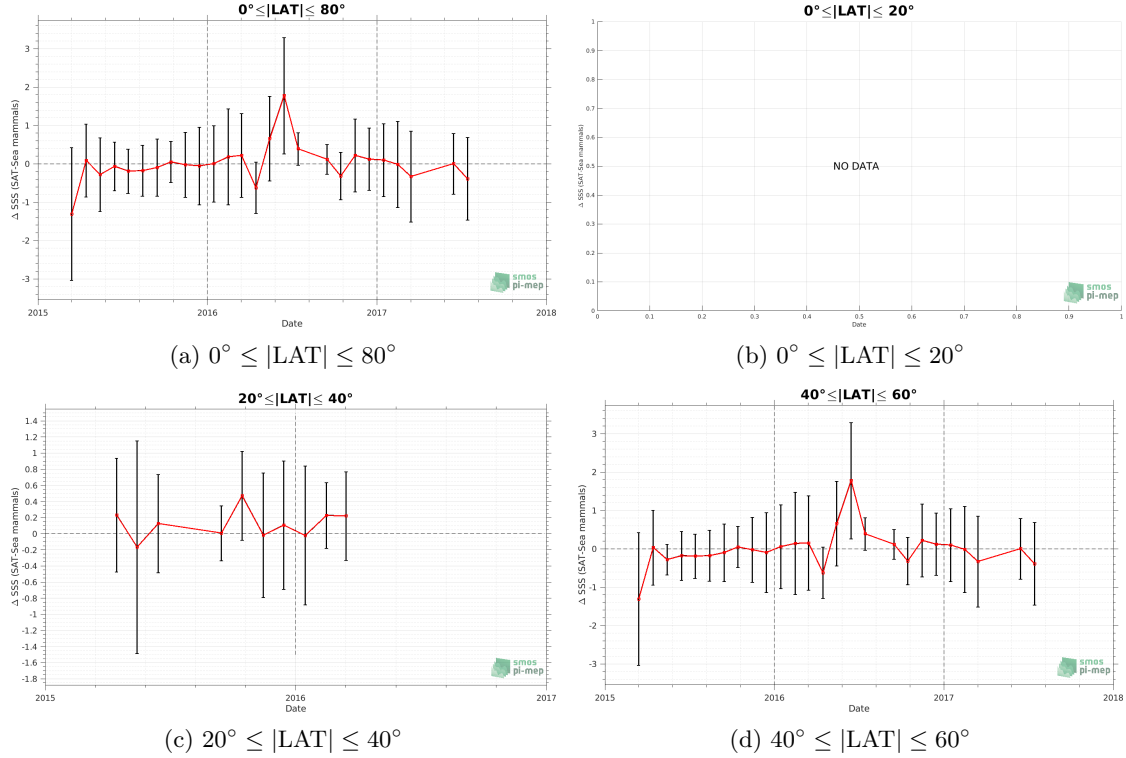 0°≤|LAT|≤ 80°
Δ SSS (SAT-Sea mammals)
3
2
1
0
-1
-2
-3
2015
2016
2017
2018
Date
smos
pi-mep
(a) 0° ≤ |LAT| ≤ 80°
0°≤|LAT|≤ 20°
Δ SSS (SAT-Sea mammals)
1
0.9
0.8
0.7
0.6
0.5
0.4
0.3
0.2
0.1
0
NO DATA
0
0.1
0.2
0.3
0.4
0.5
0.6
0.7
0.8
0.9
1
Date
smos
pi-mep
(b) 0° ≤ |LAT| ≤ 20°
20°≤|LAT|≤ 40°
Δ SSS (SAT-Sea mammals)
1.4
1.2
1
0.8
0.6
0.4
0.2
0
-0.2
-0.4
-0.6
-0.8
-1
-1.2
-1.4
-1.6
-1.8
2015
2016
2017
Date
smos
pi-mep
(c) 20° ≤ |LAT| ≤ 40°
40°≤|LAT|≤ 60°
Δ SSS (SAT-Sea mammals)
3
2
1
0
-1
-2
-3
2015
2016
2017
2018
Date
smos
pi-mep
(d) 40° ≤ |LAT| ≤ 60°